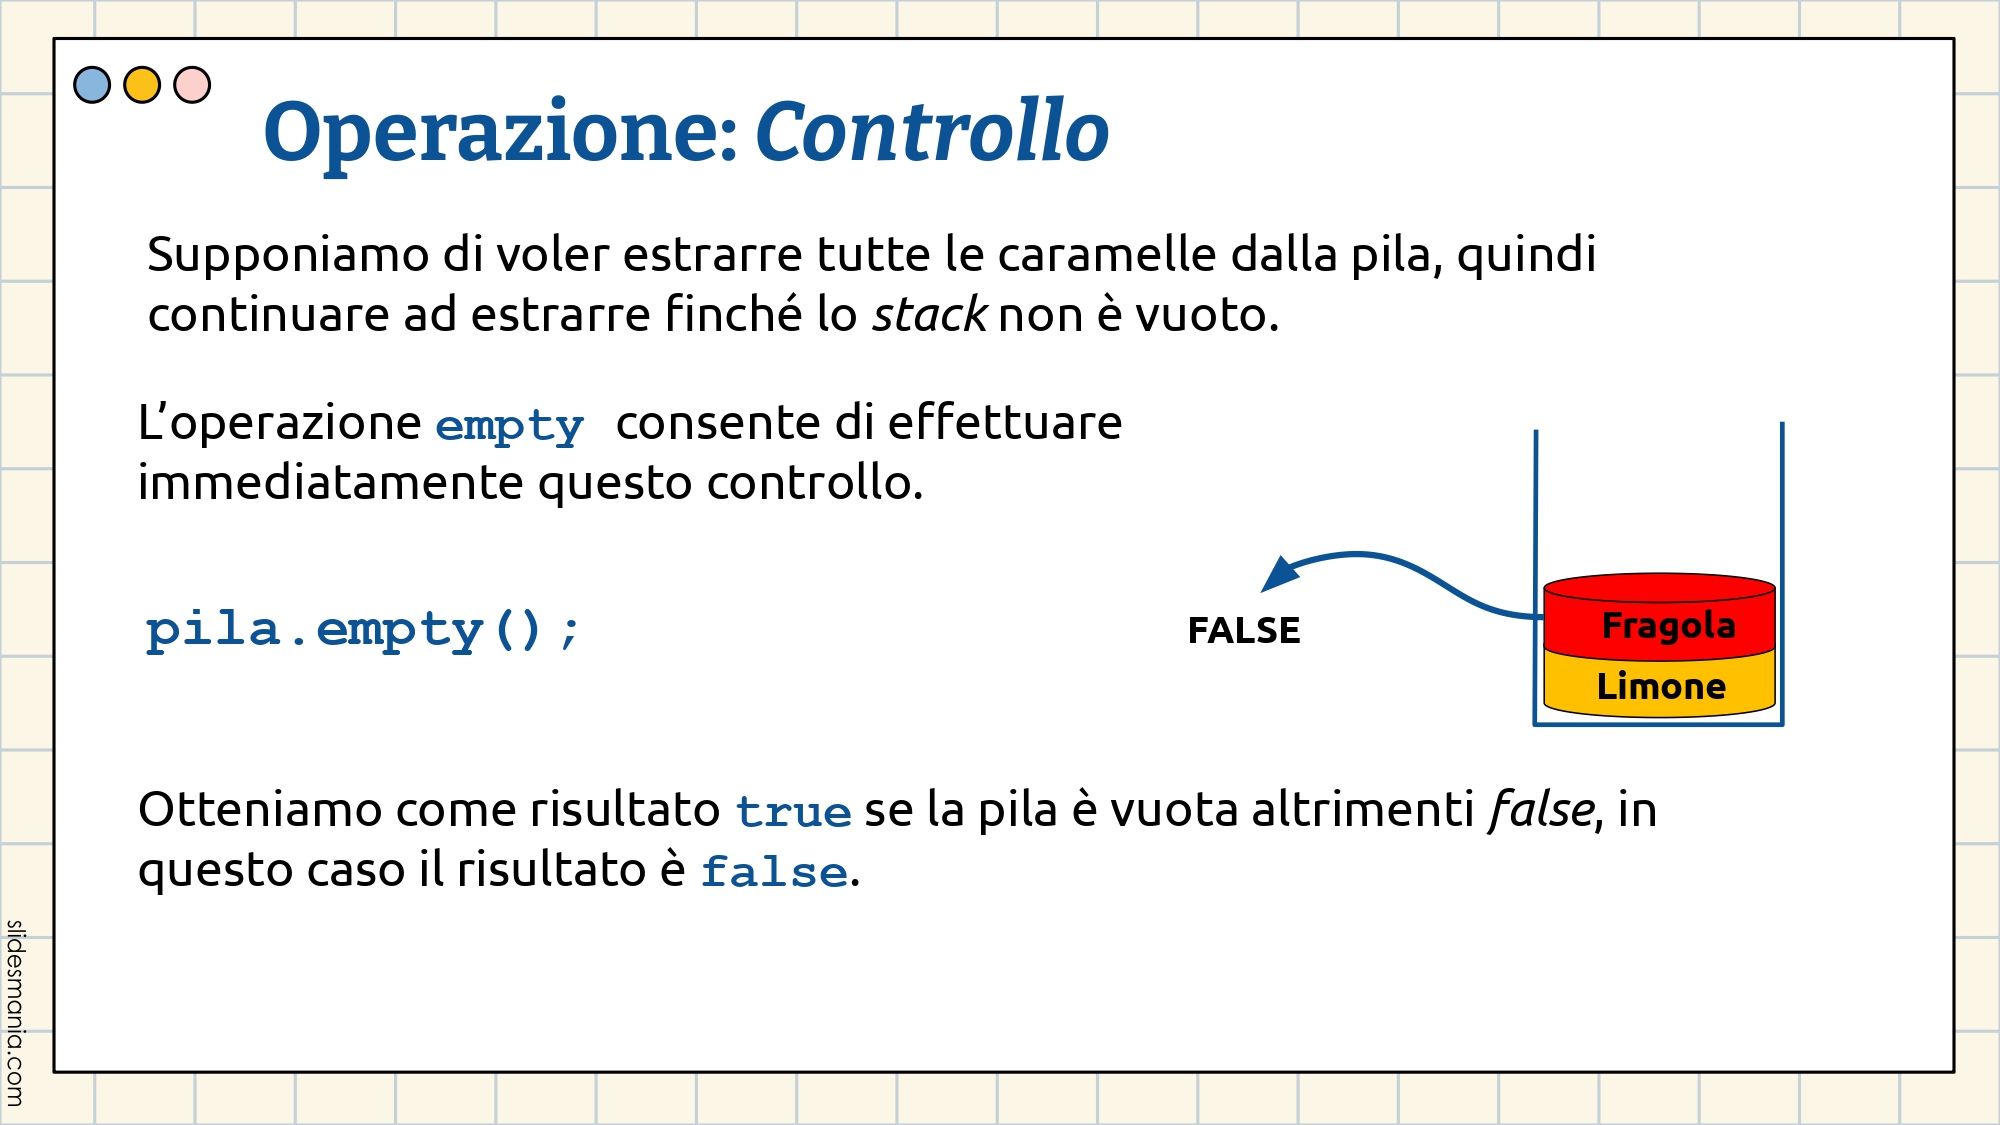 Operazione: Controllo
Supponiamo di voler estrarre tutte le caramelle dalla pila, quindi
continuare ad estrarre finché lo stack non è vuoto.
L’operazione empty consente di effettuare
immediatamente questo controllo.
pila.empty();
FALSE
Fragola
Limone
Otteniamo come risultato true se la pila è vuota altrimenti false, in
questo caso il risultato è false.
slidesmania.com